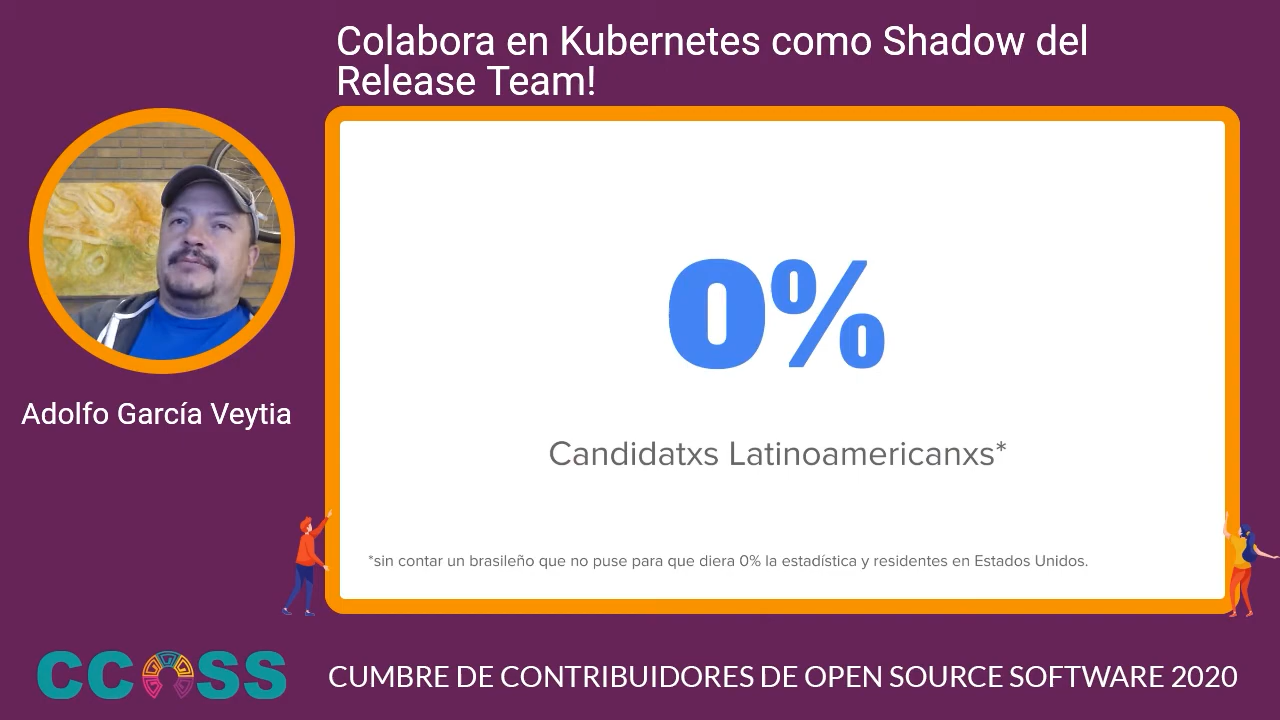 Colabora en Kubernetes como Shadow del
Release Team!
Adolfo García Veytia
0%
Candidatxs Latinoamericanxs*
*sin contar un brasileño que no puse para que diera 0% la estadística y residentes en Estados Unidos.
CCOSS
CUMBRE DE CONTRIBUIDORES DE OPEN SOURCE SOFTWARE 2020